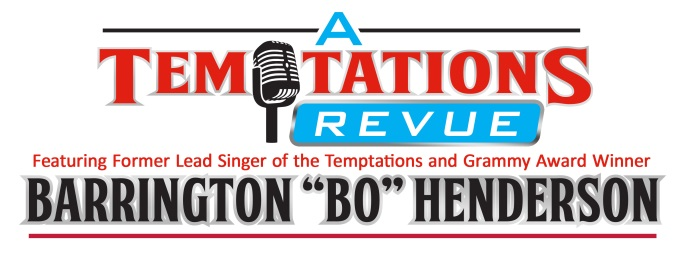 A
TEMPTATIONS
REVUE
Featuring Former Lead Singer of the Temptations and Grammy Award Winner
BARRINGTON “BO” HENDERSON